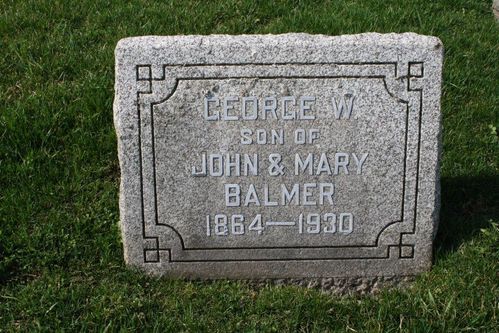 GEORGE W
SON OF
JOHN & MARY
BALMER
1864—1930